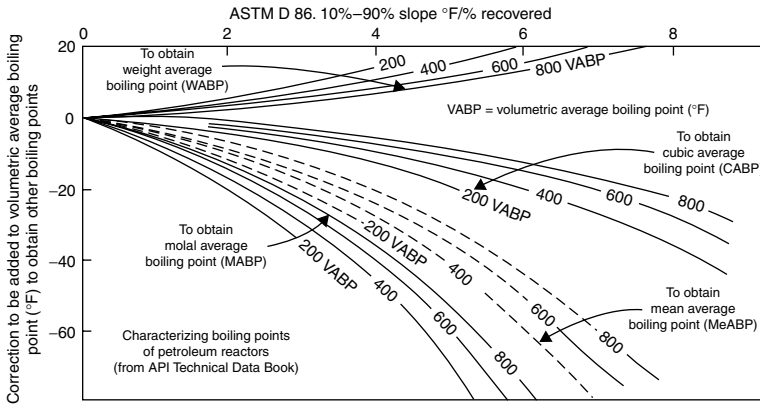 ASTM D 86. 10%–90% slope °F/% recovered
0 2 4 6 8
Correction to be added to volumetric average boiling
point (°F) to obtain other boiling points
20
0
−20
−40
−60
To obtain
weight average
boiling point (WABP)
200 400 600 800 VABP
VABP = volumetric average boiling point (°F)
To obtain
cubic average
boiling point (CABP)
200 VABP 400 600 800
To obtain
molal average
boiling point (MABP)
200 VABP 400 600 800
200 VABP 400 600 800
To obtain
mean average
boiling point (MeABP)
Characterizing boiling points
of petroleum reactors
(from API Technical Data Book)